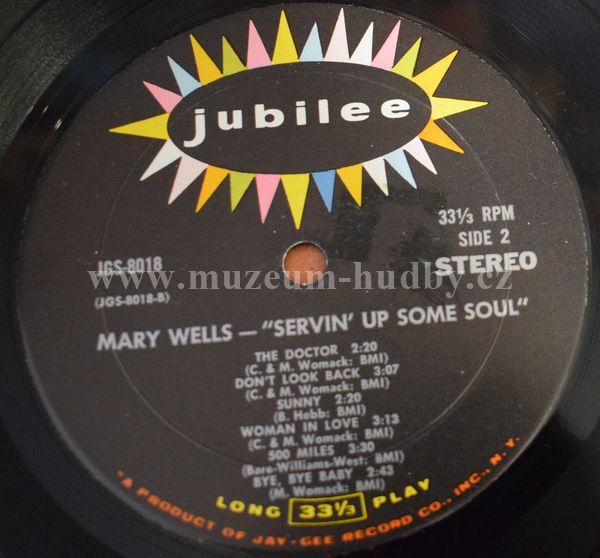 jubilee
33⅓ RPM
SIDE 2
JGS-8018
STEREO
(JGS-8018-B)
www.muzeum-hudby.cz
MARY WELLS — "SERVIN' UP SOME SOUL"
THE DOCTOR 2:20
(C. & M. Womack: BMI)
DON'T LOOK BACK 3:07
(C. & M. Womack: BMI)
SUNNY 2:20
(B. Hebb: BMI)
WOMAN IN LOVE 3:13
(C. & M. Womack: BMI)
500 MILES 3:30
(Bare-Williams-West: BMI)
BYE, BYE BABY 2:43
(M. Womack: BMI)
LONG 33⅓ PLAY
"A PRODUCT OF JAY-GEE RECORD CO., INC., N. Y.